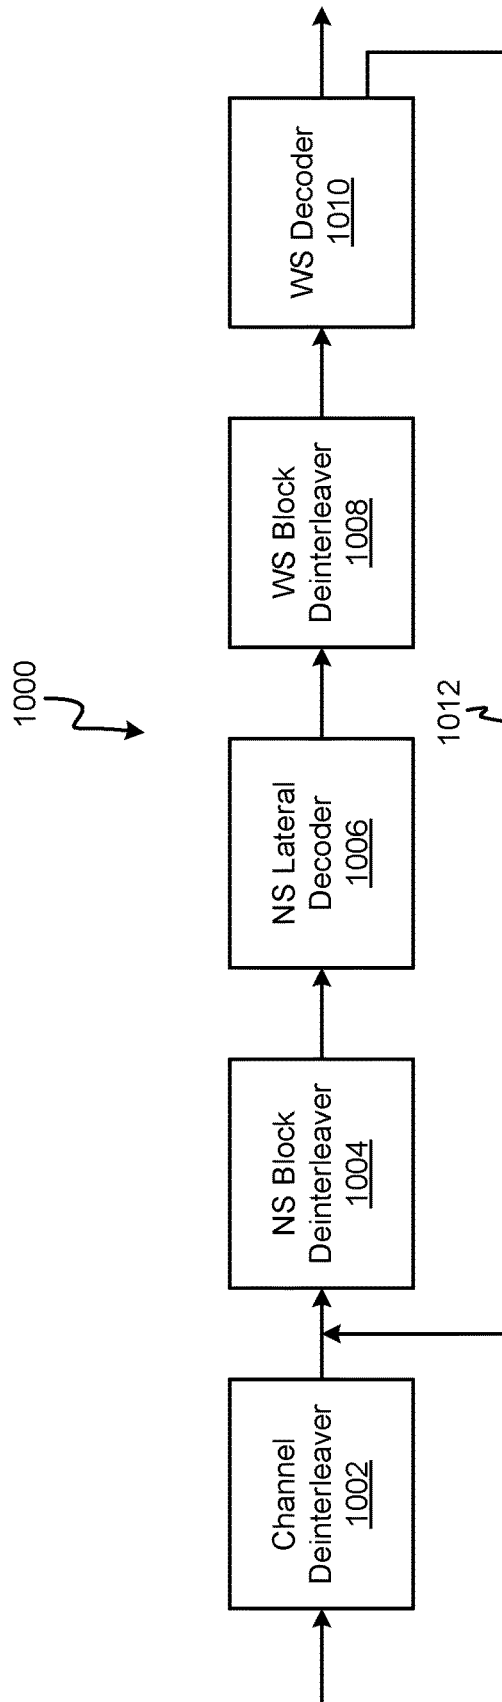 1000
Channel
Deinterleaver
1002
NS Block
Deinterleaver
1004
NS Lateral
Decoder
1006
WS Block
Deinterleaver
1008
WS Decoder
1010
1012